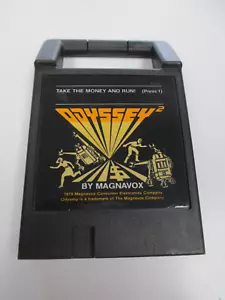 TAKE THE MONEY AND RUN! (Press 1)
ODYSSEY²
BY MAGNAVOX
1978 Magnavox Consumer Electronics Company
Odyssey is a trademark of The Magnavox Company